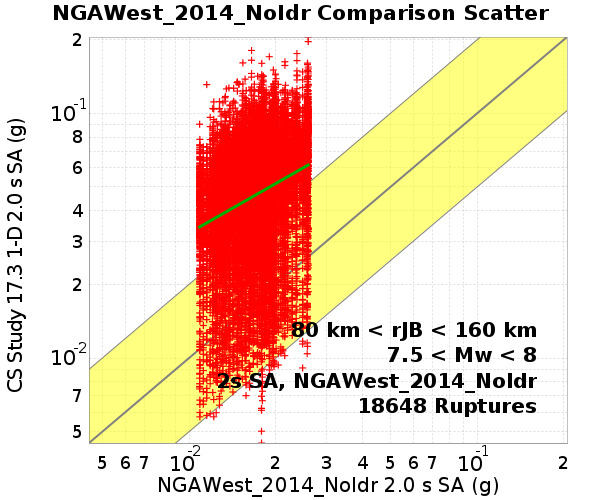 NGAWest_2014_NoIdr Comparison Scatter
CS Study 17.3 1-D 2.0 s SA (g)
2
10-1
8
6
4
3
2
10-2
7
5
80 km < rJB < 160 km
7.5 < Mw < 8
2s SA, NGAWest_2014_NoIdr
18648 Ruptures
5 6 7 10-2 2 3 4 5 6 7 10-1 2
NGAWest_2014_NoIdr 2.0 s SA (g)